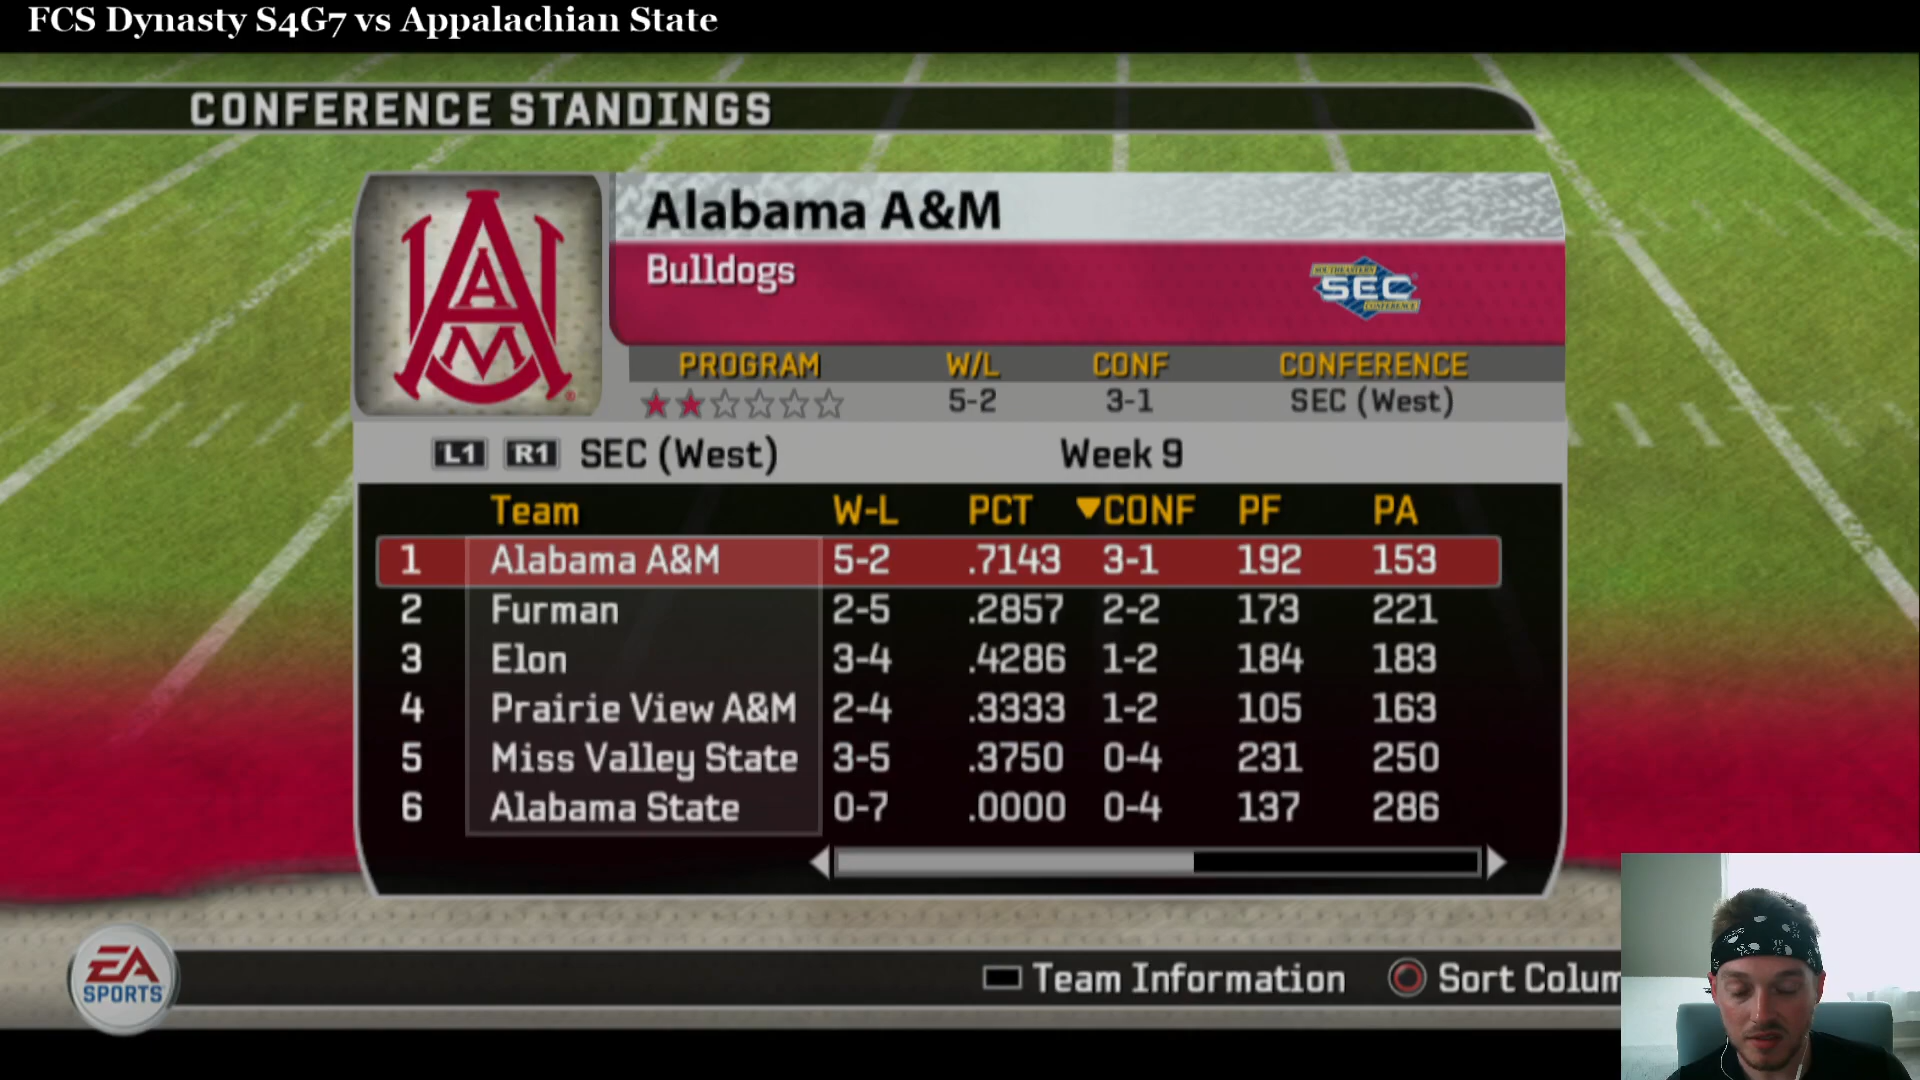 FCS Dynasty S4G7 vs Appalachian State
CONFERENCE STANDINGS
Alabama A&M
Bulldogs
SOUTHEASTERN
SEC
CONFERENCE
AAM
PROGRAM W/L CONF CONFERENCE
5-2 3-1 SEC (West)
L1 R1 SEC (West) Week 9
Team W-L PCT ▼CONF PF PA
1 Alabama A&M 5-2 .7143 3-1 192 153
2 Furman 2-5 .2857 2-2 173 221
3 Elon 3-4 .4286 1-2 184 183
4 Prairie View A&M 2-4 .3333 1-2 105 163
5 Miss Valley State 3-5 .3750 0-4 231 250
6 Alabama State 0-7 .0000 0-4 137 286
EA
SPORTS
Team Information Sort Colum